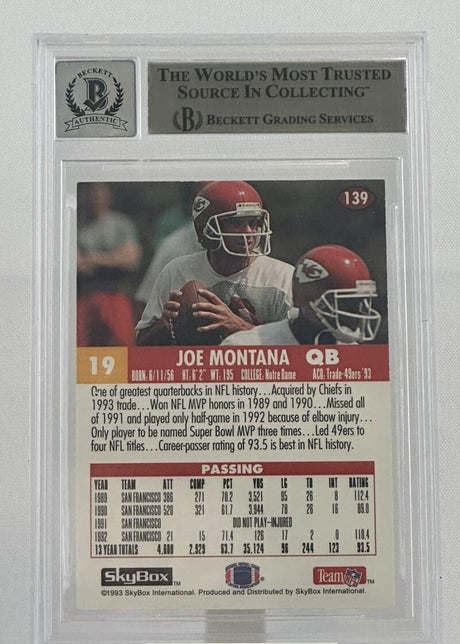 BECKETT
B
AUTHENTIC
THE WORLD'S MOST TRUSTED
SOURCE IN COLLECTING™
B BECKETT GRADING SERVICES
139
KC
19 JOE MONTANA QB
BORN: 6/11/56 HT: 6'2" WT: 195 COLLEGE: Notre Dame ACQ. Trade-49ers '93
One of greatest quarterbacks in NFL history...Acquired by Chiefs in
1993 trade...Won NFL MVP honors in 1989 and 1990...Missed all
of 1991 and played only half-game in 1992 because of elbow injury...
Only player to be named Super Bowl MVP three times...Led 49ers to
four NFL titles...Career-passer rating of 93.5 is best in NFL history.
PASSING
YEAR TEAM ATT COMP PCT YDS LG TD INT RATING
1989 SAN FRANCISCO 386 271 70.2 3,521 95 26 8 112.4
1990 SAN FRANCISCO 520 321 61.7 3,944 78 26 16 89.0
1991 SAN FRANCISCO DID NOT PLAY-INJURED
1992 SAN FRANCISCO 21 15 71.4 126 17 2 0 118.4
13 YEAR TOTALS 4,600 2,929 63.7 35,124 96 244 123 93.5
SkyBox™ Team NFL™
©1993 SkyBox International. Produced and Distributed by SkyBox International.